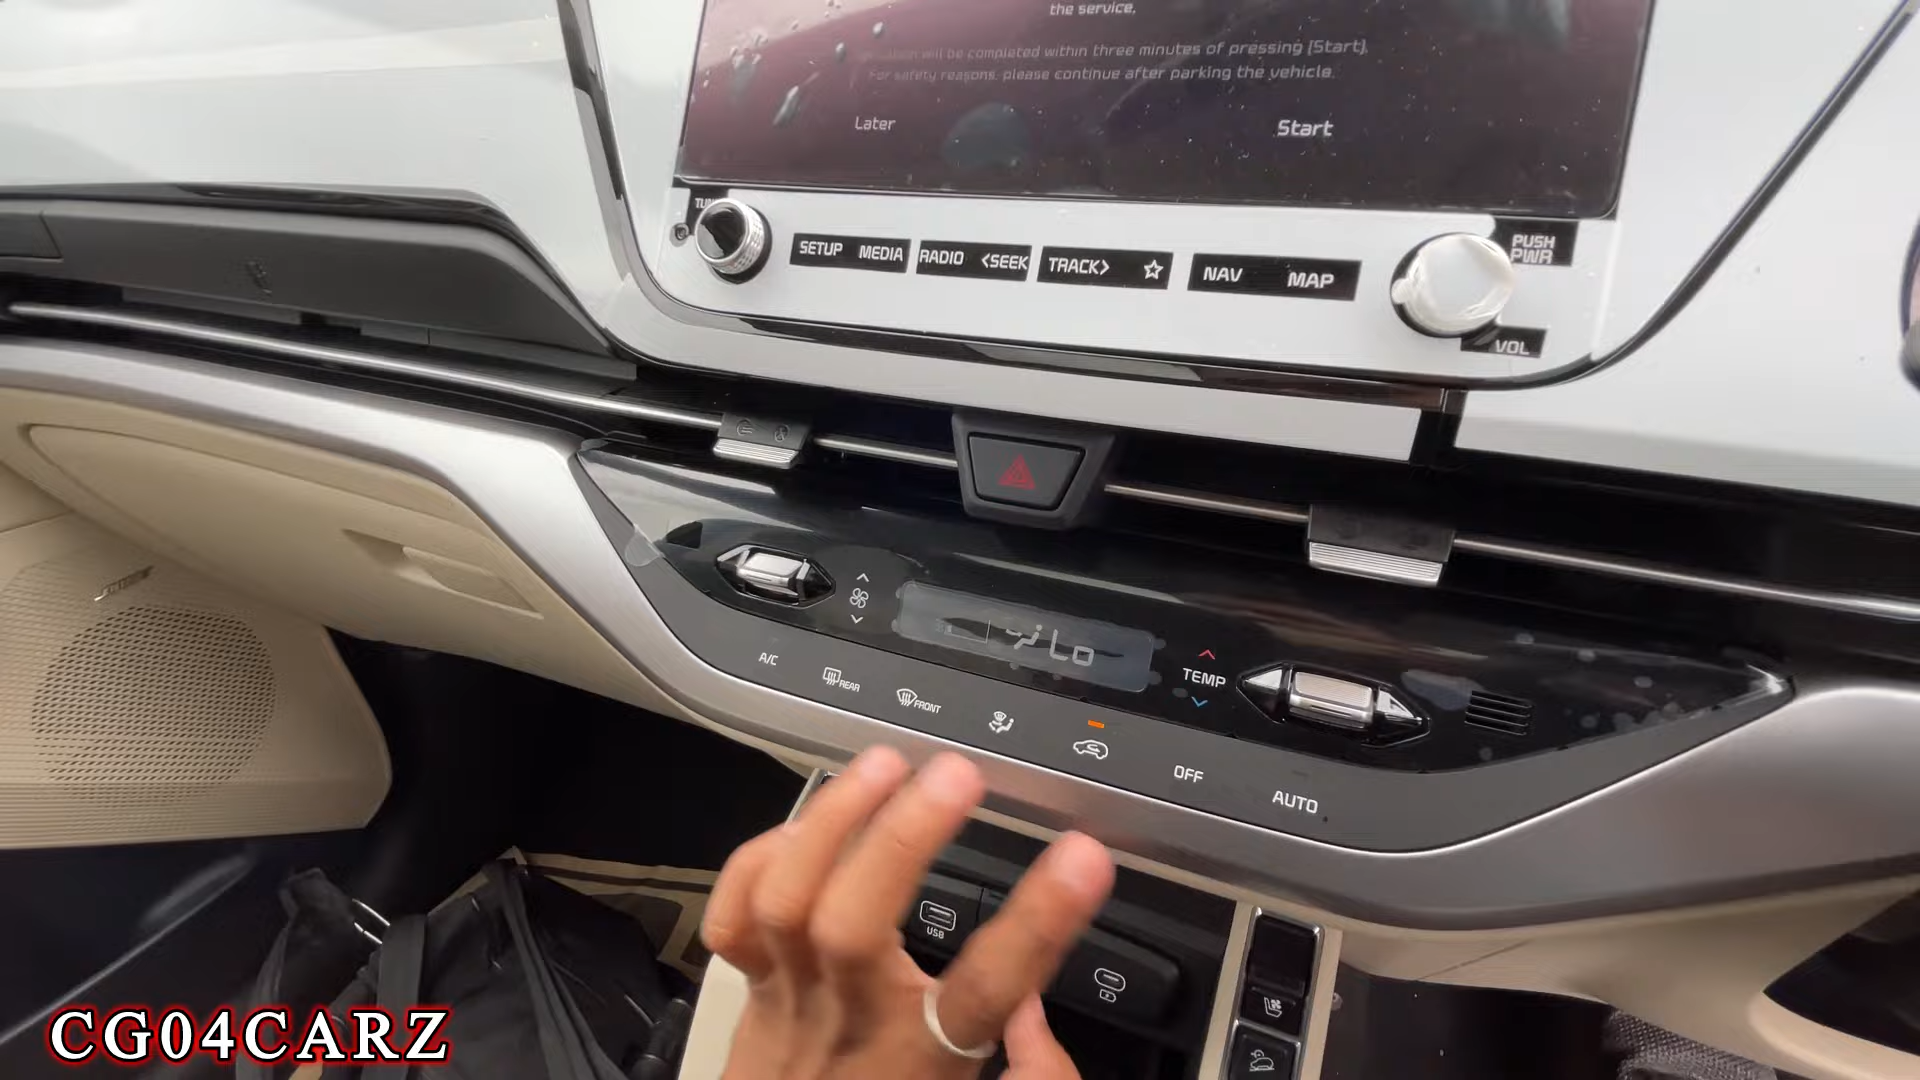 the service.
will be completed within three minutes of pressing [Start].
For safety reasons, please continue after parking the vehicle.
Later
Start
SETUP MEDIA RADIO <SEEK TRACK> NAV MAP
PUSH
PWR
VOL
Lo
TEMP
A/C
REAR
FRONT
OFF
AUTO
USB
CG04CARZ